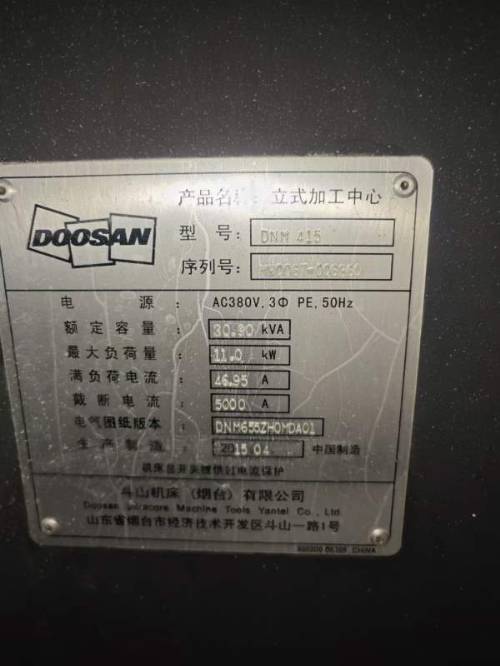 产品名称:立式加工中心
DOOSAN
型号: DNM 415
序列号:
电源: AC380V.3Φ PE,50Hz
额定容量: 30.90 kVA
最大负荷量: 11.0 kW
满负荷电流: 46.95 A
截断电流: 5000 A
电气图纸版本: DNM655ZHOMDA01
生产制造: 2015 04 中国制造
斗山机床(烟台)有限公司
Doosan Infracore Machine Tools Yantai Co., Ltd
山东省烟台市经济技术开发区斗山一路1号
CHINA